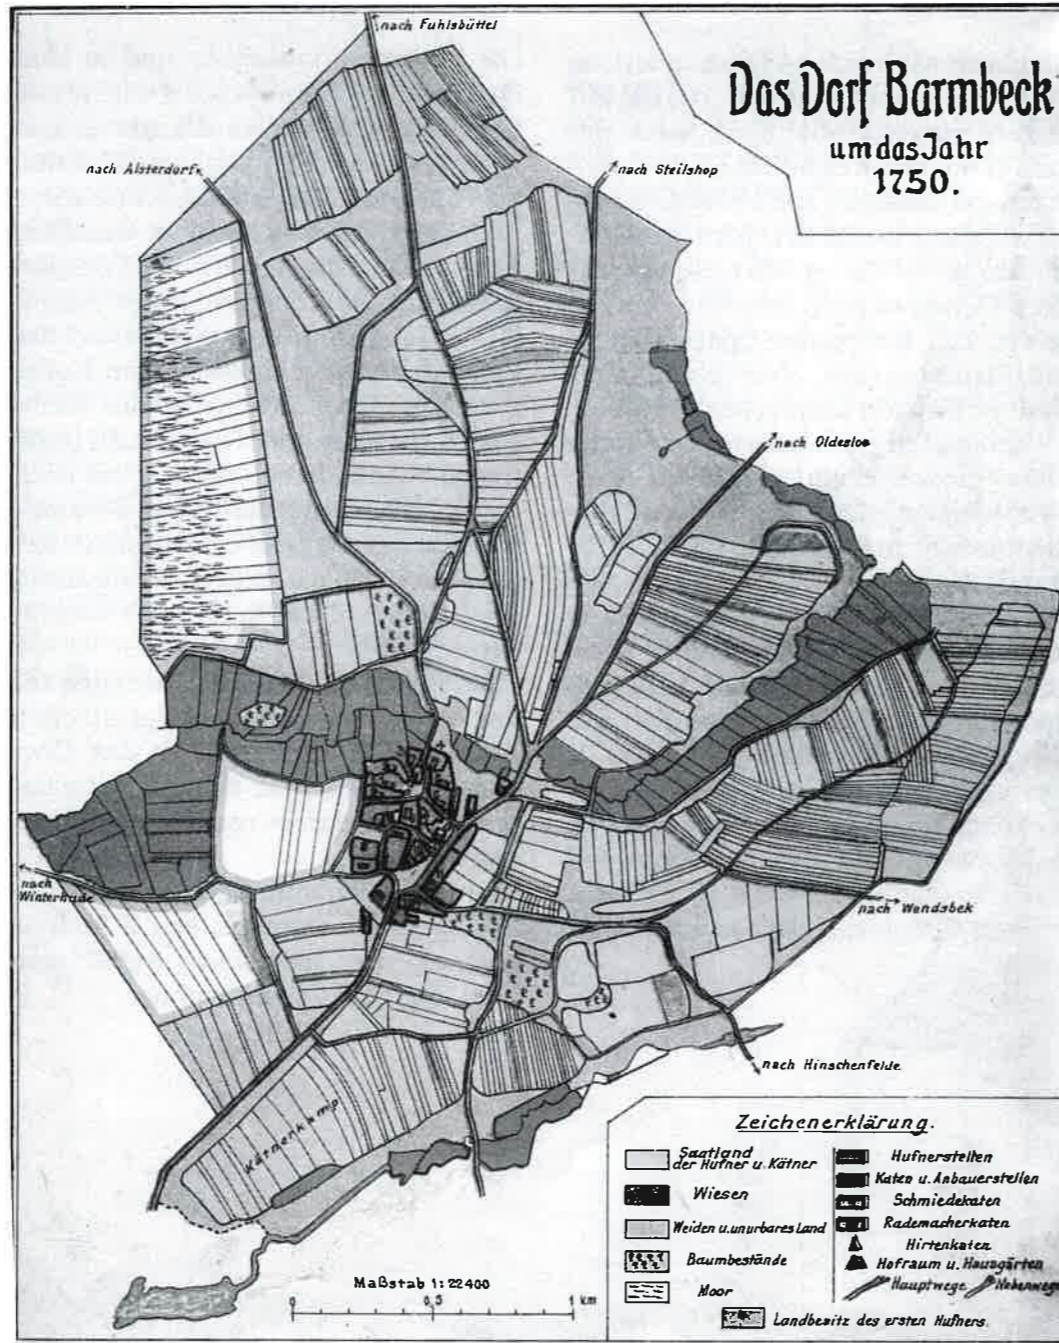 Das Dorf Barmbeck
um das Jahr
1750.
nach Fuhlsbüttel
nach Alsterdorf
nach Steilshop
nach Oldesloe
nach
Winterhude
nach Wandsbek
nach Hinschenfelde
Kätnerkamp
Maßstab 1:22400
0 0,5 1 km
Zeichenerklärung.
Saatland
der Hufner u. Kätner
Wiesen
Weiden u. unurbares Land
Baumbestände
Moor
Hufnerstellen
Katen u. Anbauerstellen
Schmiedekaten
Rademacherkaten
Hirtenkaten
Hofraum u. Hausgärten
Hauptwege Nebenwege
Landbesitz des ersten Hufners.